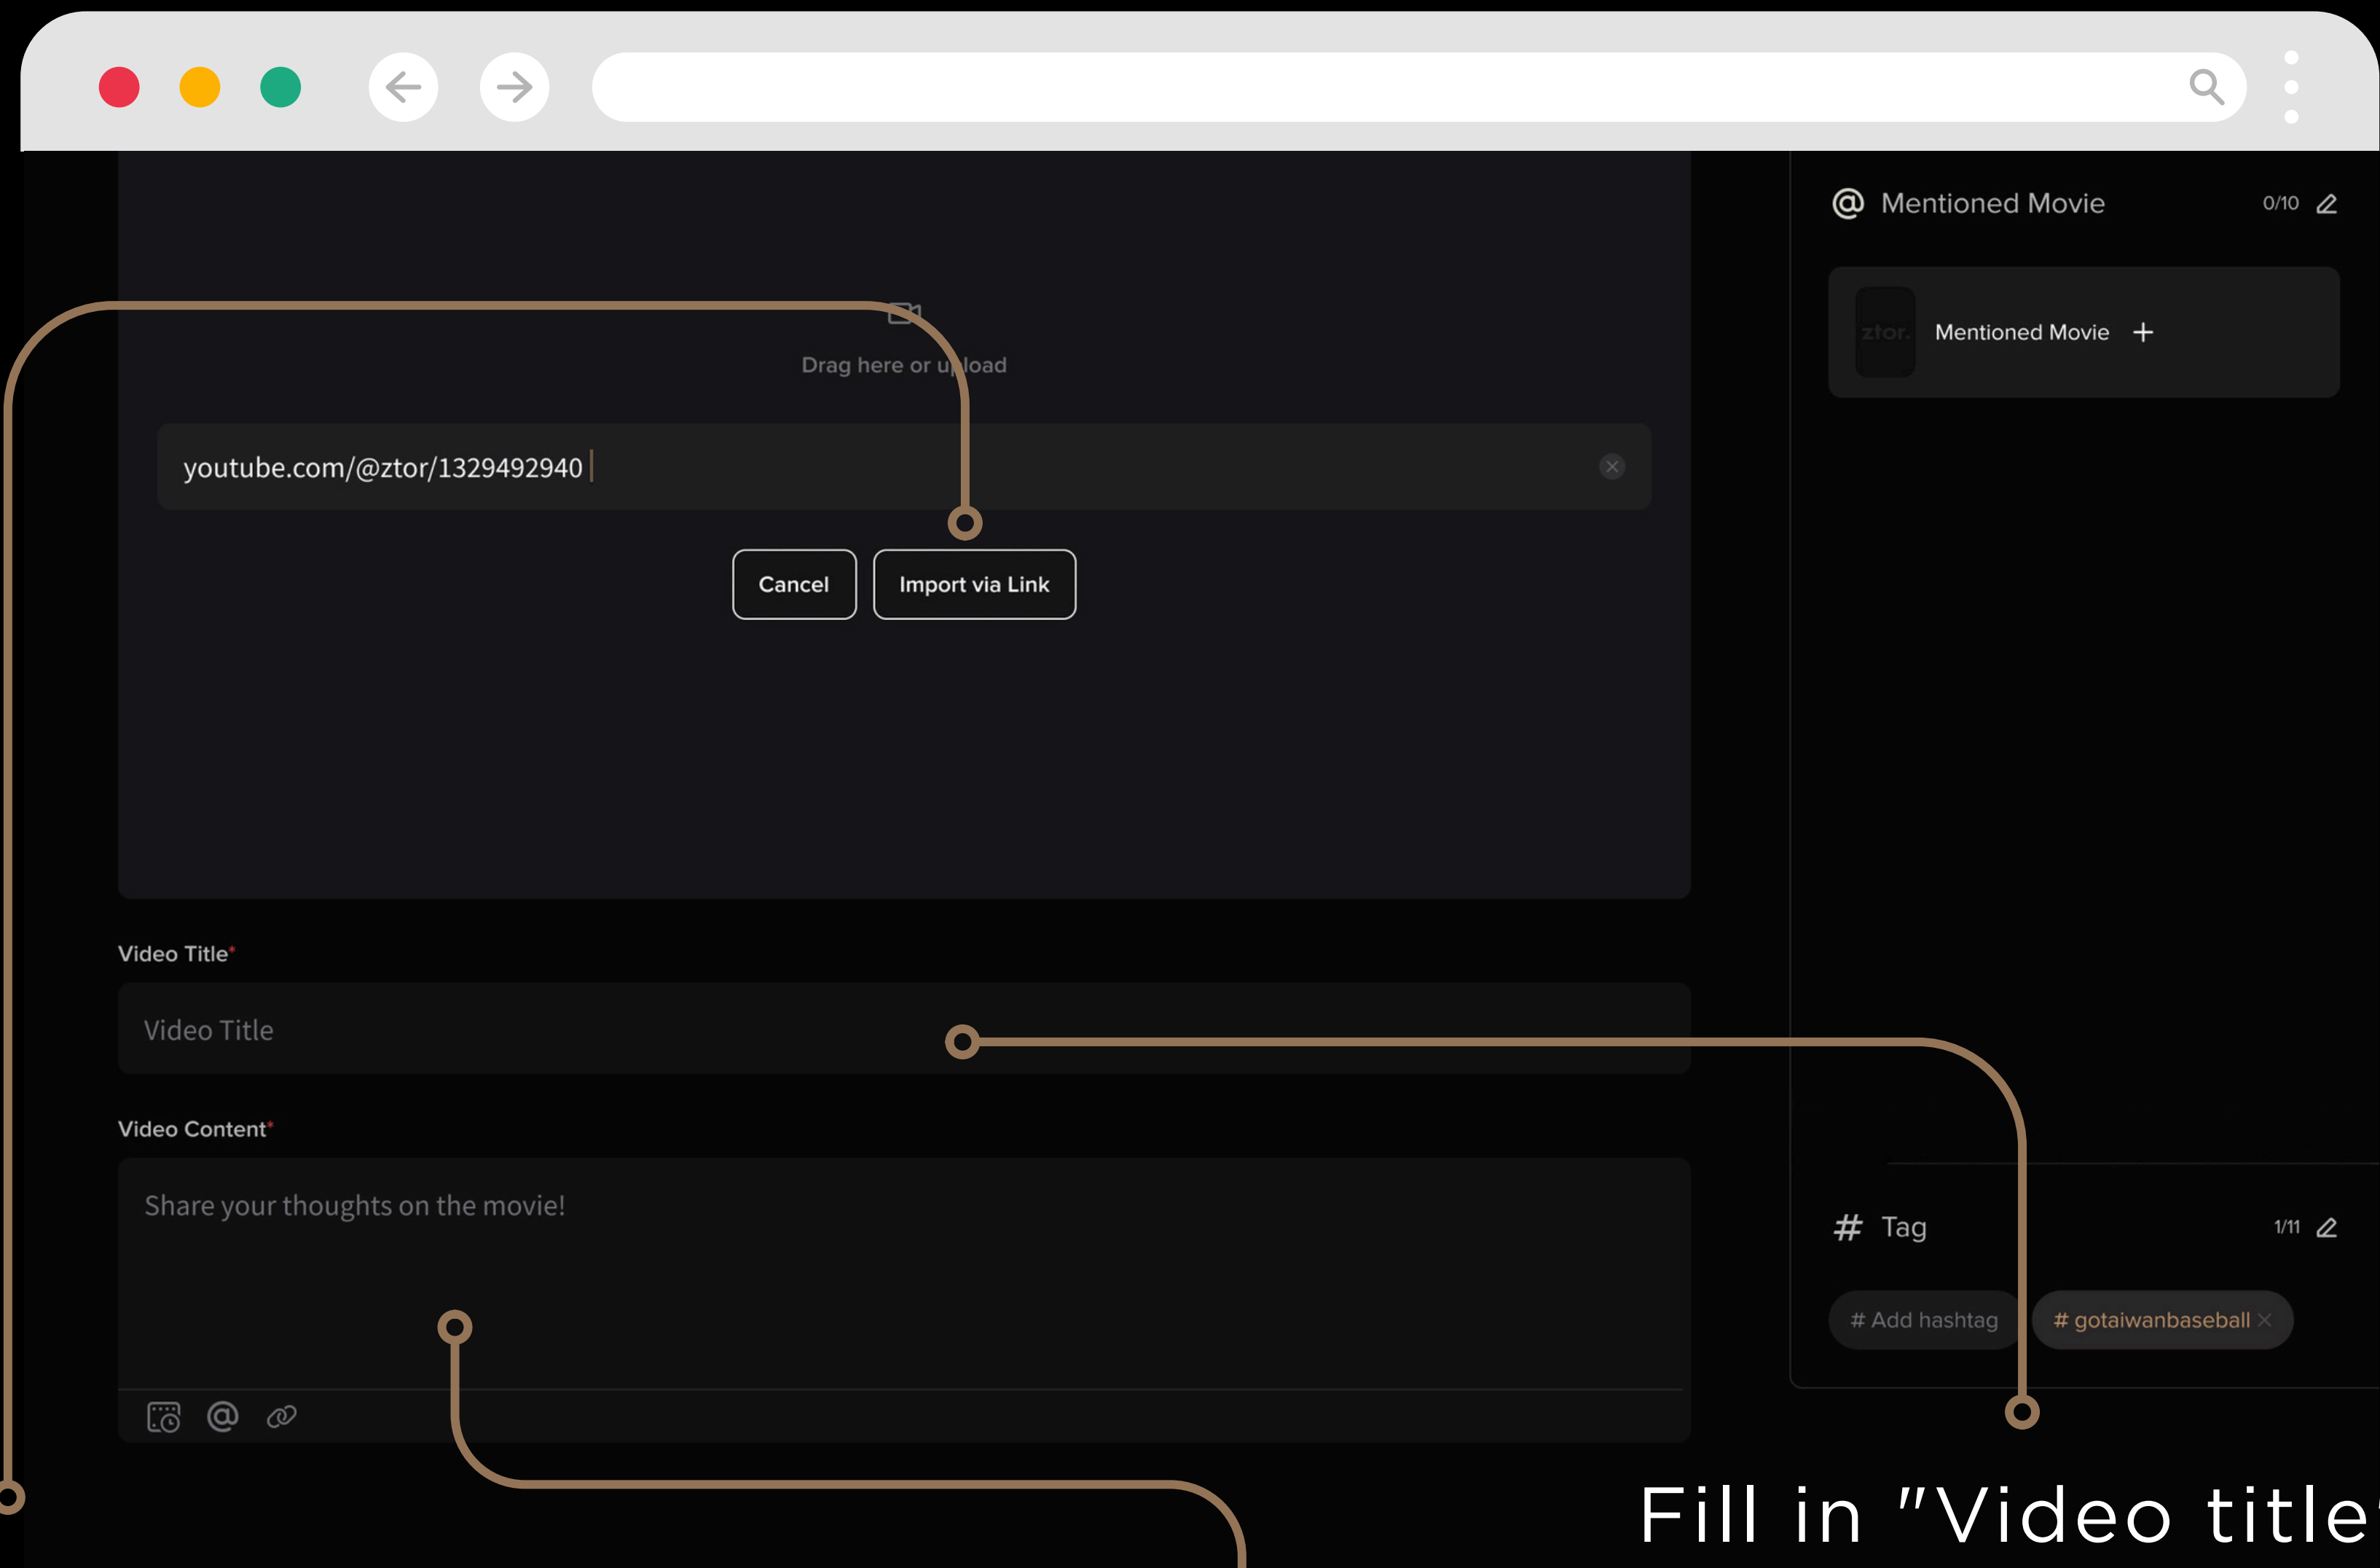 @ Mentioned Movie 0/10
ztor.
Mentioned Movie +
Drag here or upload
youtube.com/@ztor/1329492940
Cancel
Import via Link
Video Title*
Video Title
Video Content*
Share your thoughts on the movie!
# Tag 1/11
# Add hashtag
# gotaiwanbaseball
Fill in "Video title"